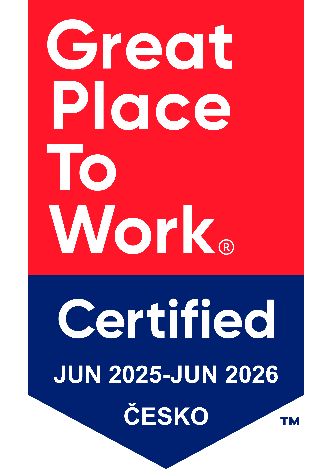 Great
Place
To
Work®
Certified
JUN 2025-JUN 2026
ČESKO
™